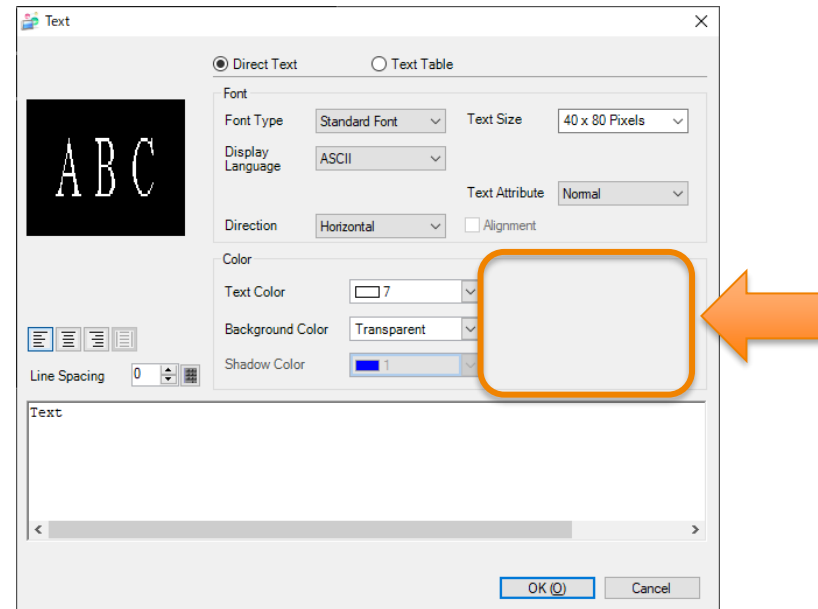 Text
Direct Text
Text Table
Font
Font Type
Standard Font
Text Size
40 x 80 Pixels
Display
Language
ASCII
Text Attribute
Normal
Direction
Horizontal
Alignment
ABC
Color
Text Color
7
Background Color
Transparent
Shadow Color
1
Line Spacing
0
Text
OK (O)
Cancel